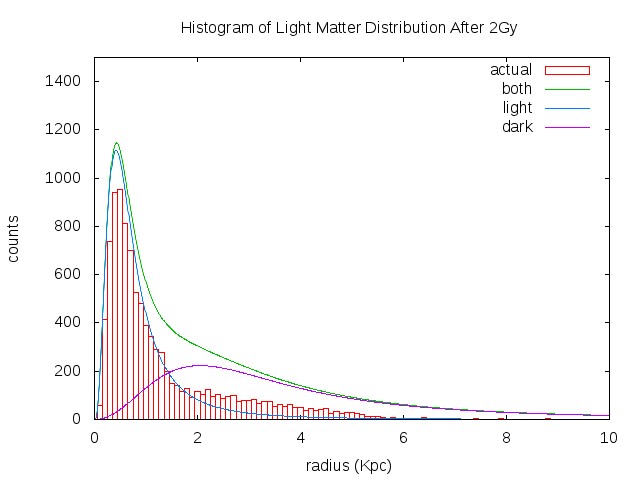 Histogram of Light Matter Distribution After 2Gy
actual
both
light
dark
1400
1200
1000
800
600
400
200
0
counts
0 2 4 6 8 10
radius (Kpc)